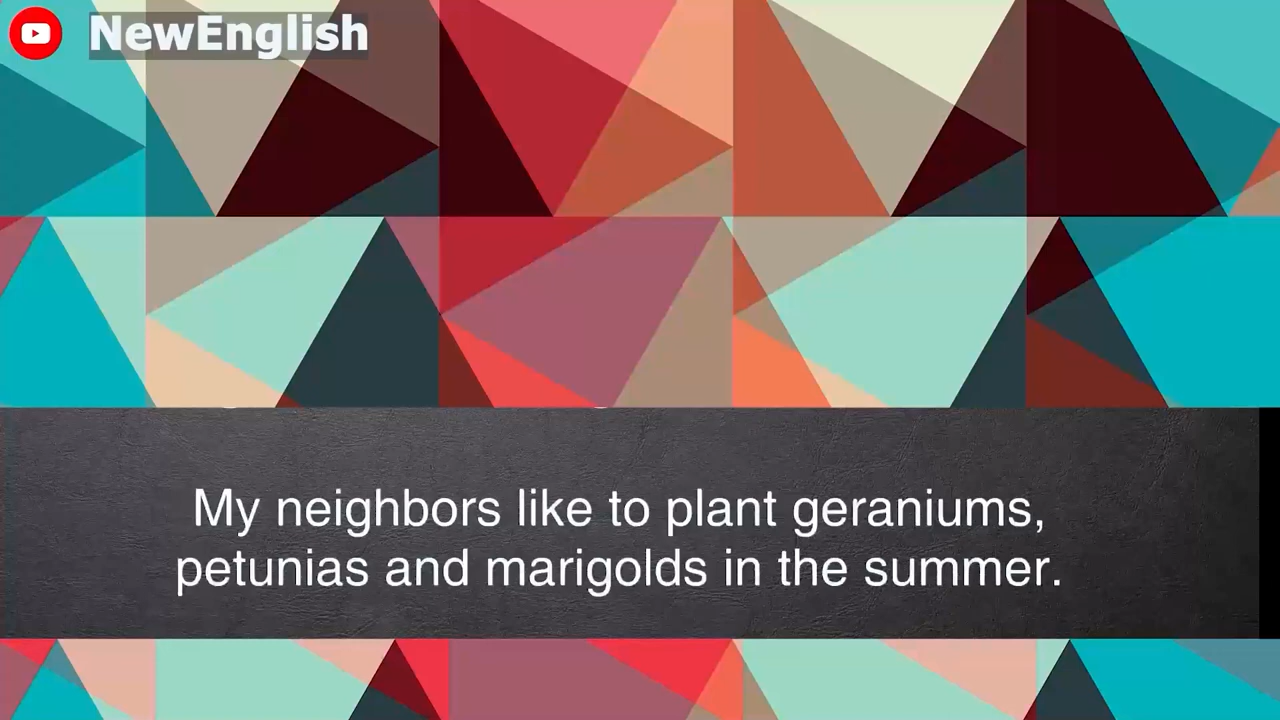 NewEnglish
My neighbors like to plant geraniums,
petunias and marigolds in the summer.